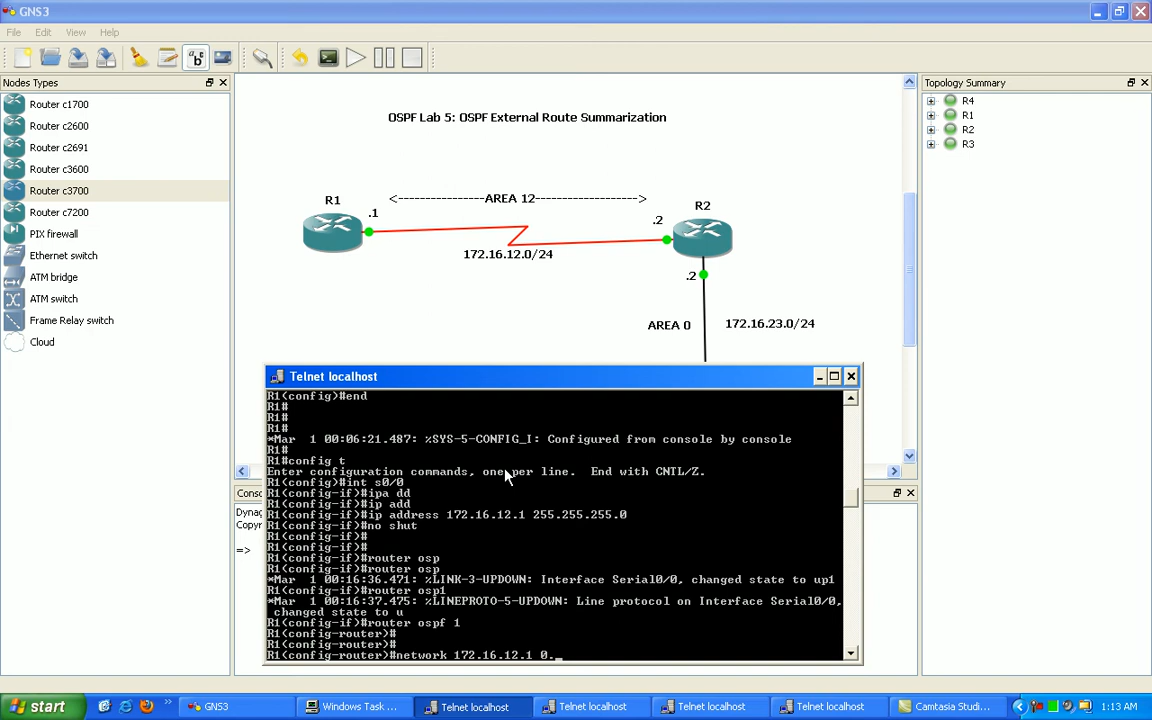 GNS3
File Edit View Help
Nodes Types
Router c1700
Router c2600
Router c2691
Router c3600
Router c3700
Router c7200
PIX firewall
Ethernet switch
ATM bridge
ATM switch
Frame Relay switch
Cloud
OSPF Lab 5: OSPF External Route Summarization
<----------------AREA 12------------------->
R1
R2
.1
.2
172.16.12.0/24
.2
AREA 0
172.16.23.0/24
Topology Summary
R4
R1
R2
R3
Dynag
Copyr
=>
Telnet localhost
R1(config)#end
R1#
R1#
R1#
*Mar 1 00:06:21.487: %SYS-5-CONFIG_I: Configured from console by console
R1#
R1#config t
Enter configuration commands, one per line. End with CNTL/Z.
R1(config)#int s0/0
R1(config-if)#ipa dd
R1(config-if)#ip add
R1(config-if)#ip address 172.16.12.1 255.255.255.0
R1(config-if)#no shut
R1(config-if)#
R1(config-if)#
R1(config-if)#router osp
R1(config-if)#router osp
*Mar 1 00:16:36.471: %LINK-3-UPDOWN: Interface Serial0/0, changed state to up1
R1(config-if)#router osp1
*Mar 1 00:16:37.475: %LINEPROTO-5-UPDOWN: Line protocol on Interface Serial0/0,
changed state to u
R1(config-if)#router ospf 1
R1(config-router)#
R1(config-router)#
R1(config-router)#network 172.16.12.1 0._
start
GNS3
Windows Task ...
Telnet localhost
Telnet localhost
Telnet localhost
Telnet localhost
Camtasia Studi...
1:13 AM